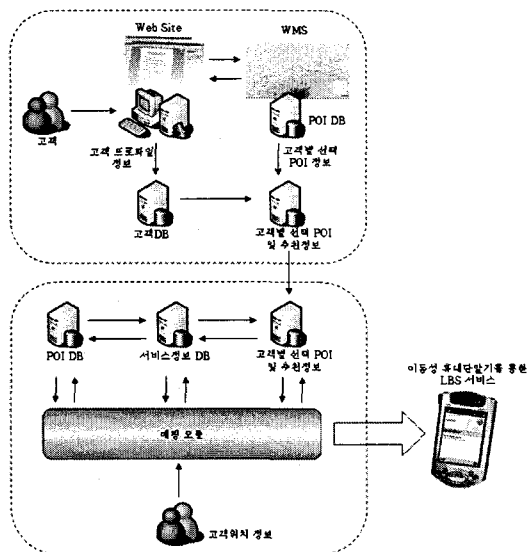 Web Site
WMS
고객
POI DB
고객 프로파일
정보
고객별 선택
POI 정보
고객DB
고객별 선택 POI
및 추천정보
POI DB
서비스정보 DB
고객별 선택 POI
및 추천정보
이동성 휴대단말기를 통한
LBS 서비스
매핑 모듈
고객위치 정보